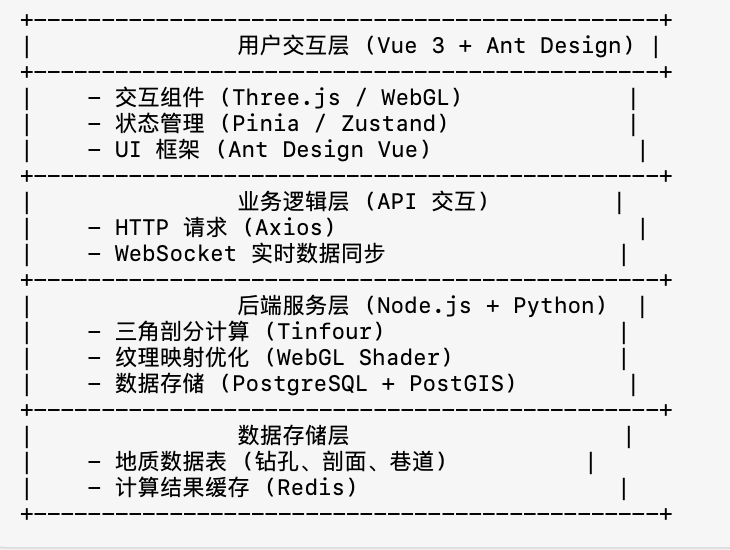 +-------------------------------------------------------+
|                  用户交互层 (Vue 3 + Ant Design) |
+-------------------------------------------------------+
|     - 交互组件 (Three.js / WebGL)               |
|     - 状态管理 (Pinia / Zustand)                |
|     - UI 框架 (Ant Design Vue)                   |
+-------------------------------------------------------+
|                  业务逻辑层 (API 交互)           |
|     - HTTP 请求 (Axios)                           |
|     - WebSocket 实时数据同步                     |
+-------------------------------------------------------+
|                  后端服务层 (Node.js + Python)  |
|     - 三角剖分计算 (Tinfour)                     |
|     - 纹理映射优化 (WebGL Shader)               |
|     - 数据存储 (PostgreSQL + PostGIS)          |
+-------------------------------------------------------+
|                  数据存储层                         |
|     - 地质数据表 (钻孔、剖面、巷道)            |
|     - 计算结果缓存 (Redis)                       |
+-------------------------------------------------------+